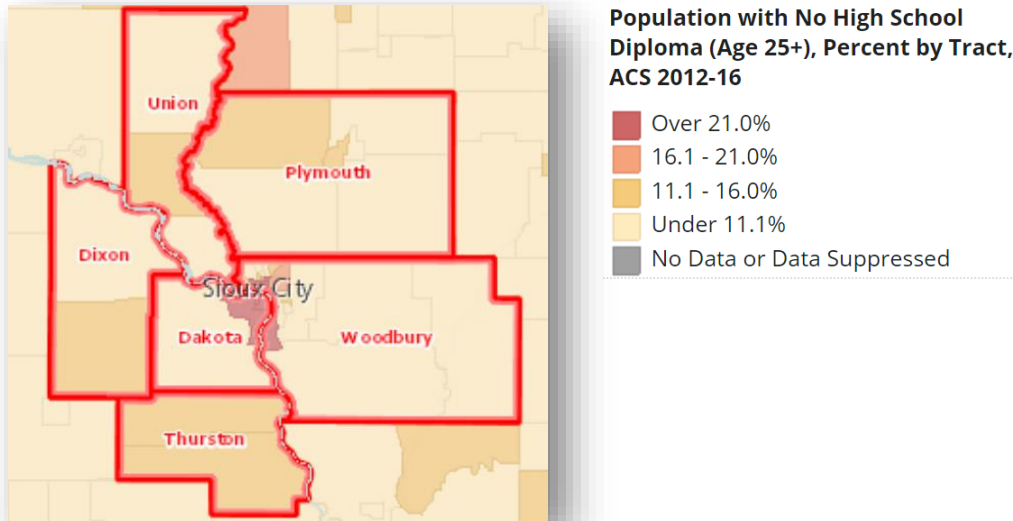 Population with No High School
Diploma (Age 25+), Percent by Tract,
ACS 2012-16
Over 21.0%
16.1 - 21.0%
11.1 - 16.0%
Under 11.1%
No Data or Data Suppressed
Union
Plymouth
Dixon
Sioux City
Dakota
Woodbury
Thurston